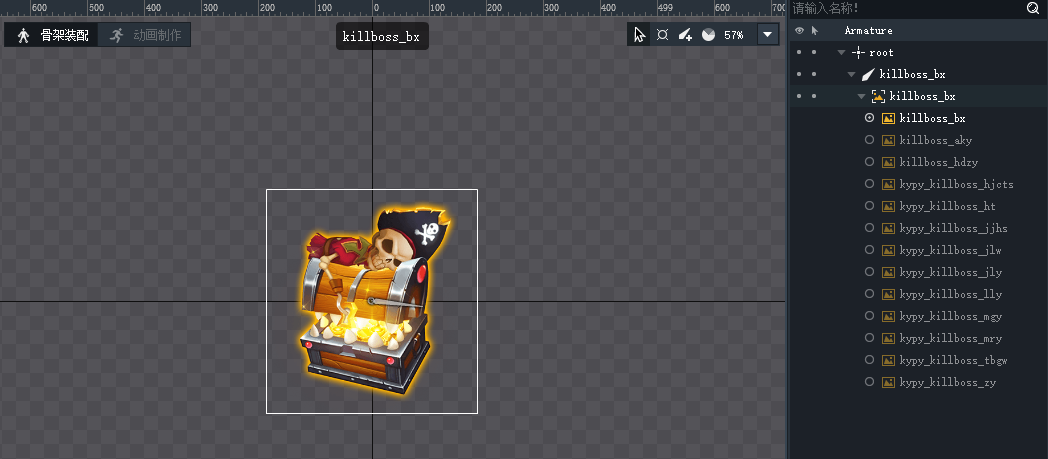 600 500 400 300 200 100 0 100 200 300 400 499 600 700
请输入名称!
骨架装配 动画制作
killboss_bx
57%
Armature
root
killboss_bx
killboss_bx
killboss_bx
killboss_aky
killboss_hdzy
kypy_killboss_hjcts
kypy_killboss_ht
kypy_killboss_jjhs
kypy_killboss_jlw
kypy_killboss_jly
kypy_killboss_lly
kypy_killboss_mgy
kypy_killboss_mry
kypy_killboss_tbgw
kypy_killboss_zy